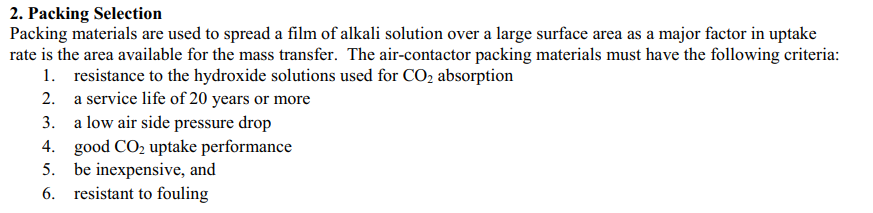 2. Packing Selection
Packing materials are used to spread a film of alkali solution over a large surface area as a major factor in uptake
rate is the area available for the mass transfer.  The air-contactor packing materials must have the following criteria:
1. resistance to the hydroxide solutions used for CO₂ absorption
2. a service life of 20 years or more
3. a low air side pressure drop
4. good CO₂ uptake performance
5. be inexpensive, and
6. resistant to fouling